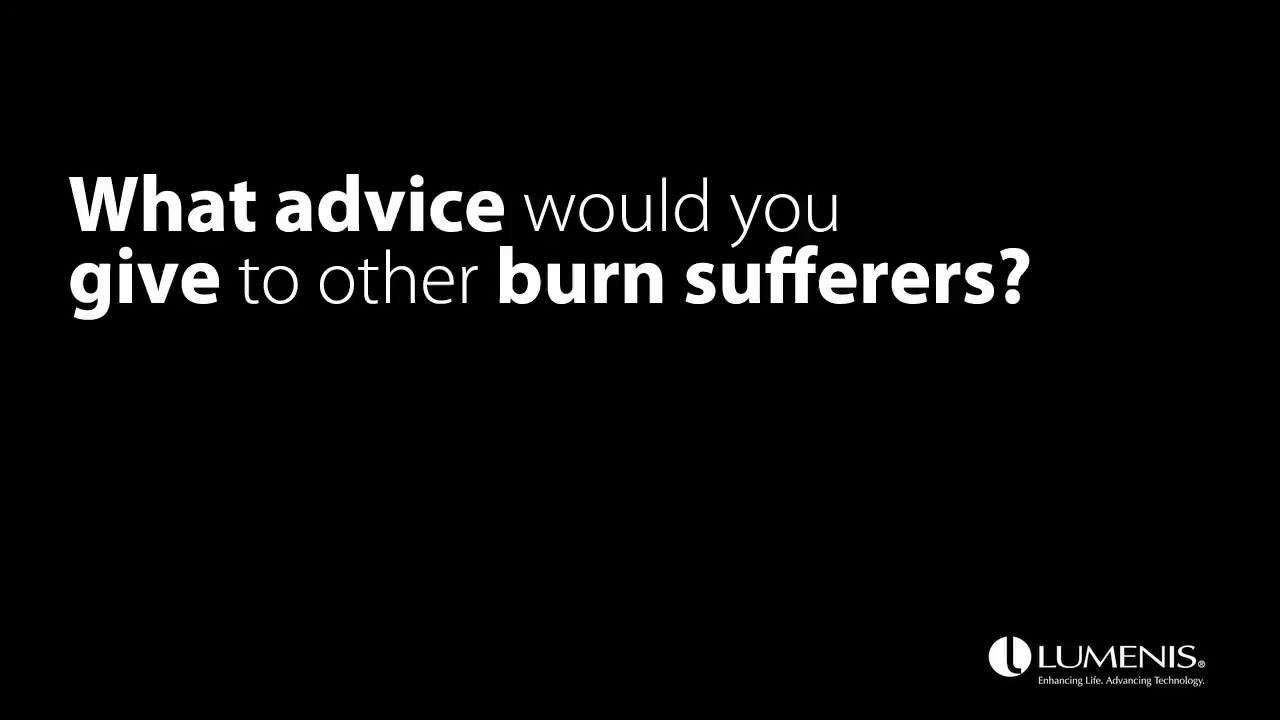 What advice would you
give to other burn sufferers?
LUMENIS®
Enhancing Life. Advancing Technology.